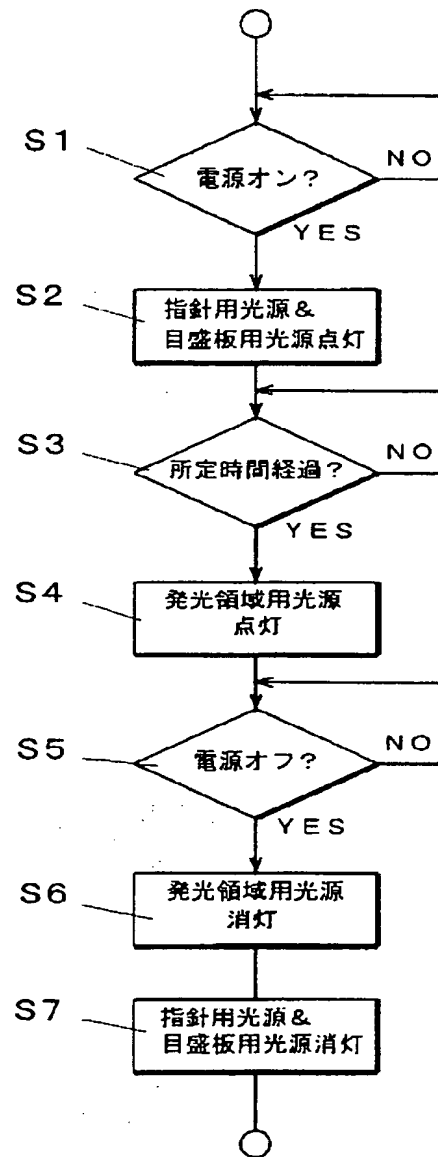 S1
電源オン?
NO
YES
S2
指針用光源&
目盛板用光源点灯
S3
所定時間経過?
NO
YES
S4
発光領域用光源
点灯
S5
電源オフ?
NO
YES
S6
発光領域用光源
消灯
S7
指針用光源&
目盛板用光源消灯